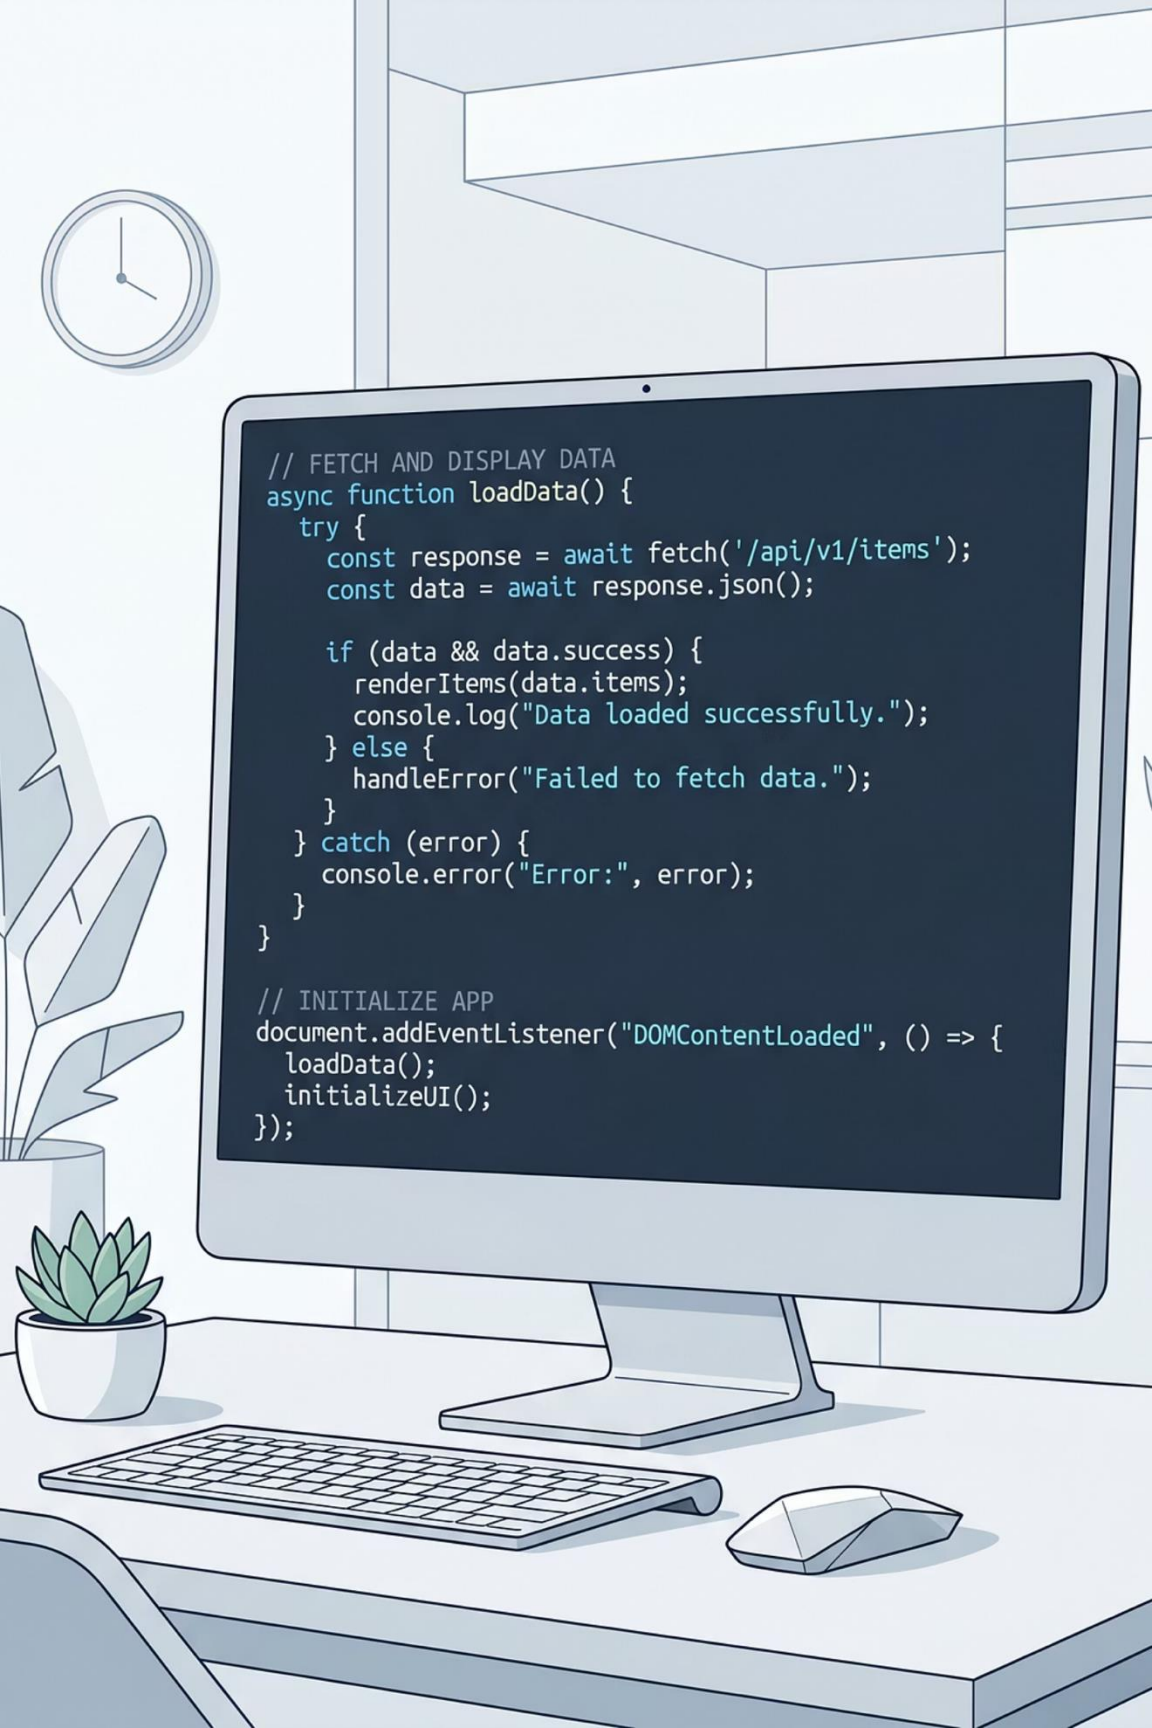 // FETCH AND DISPLAY DATA
async function loadData() {
try {
const response = await fetch('/api/v1/items');
const data = await response.json();
if (data && data.success) {
renderItems(data.items);
console.log("Data loaded successfully.");
} else {
handleError("Failed to fetch data.");
}
} catch (error) {
console.error("Error:", error);
}
}
// INITIALIZE APP
document.addEventListener("DOMContentLoaded", () => {
loadData();
initializeUI();
});